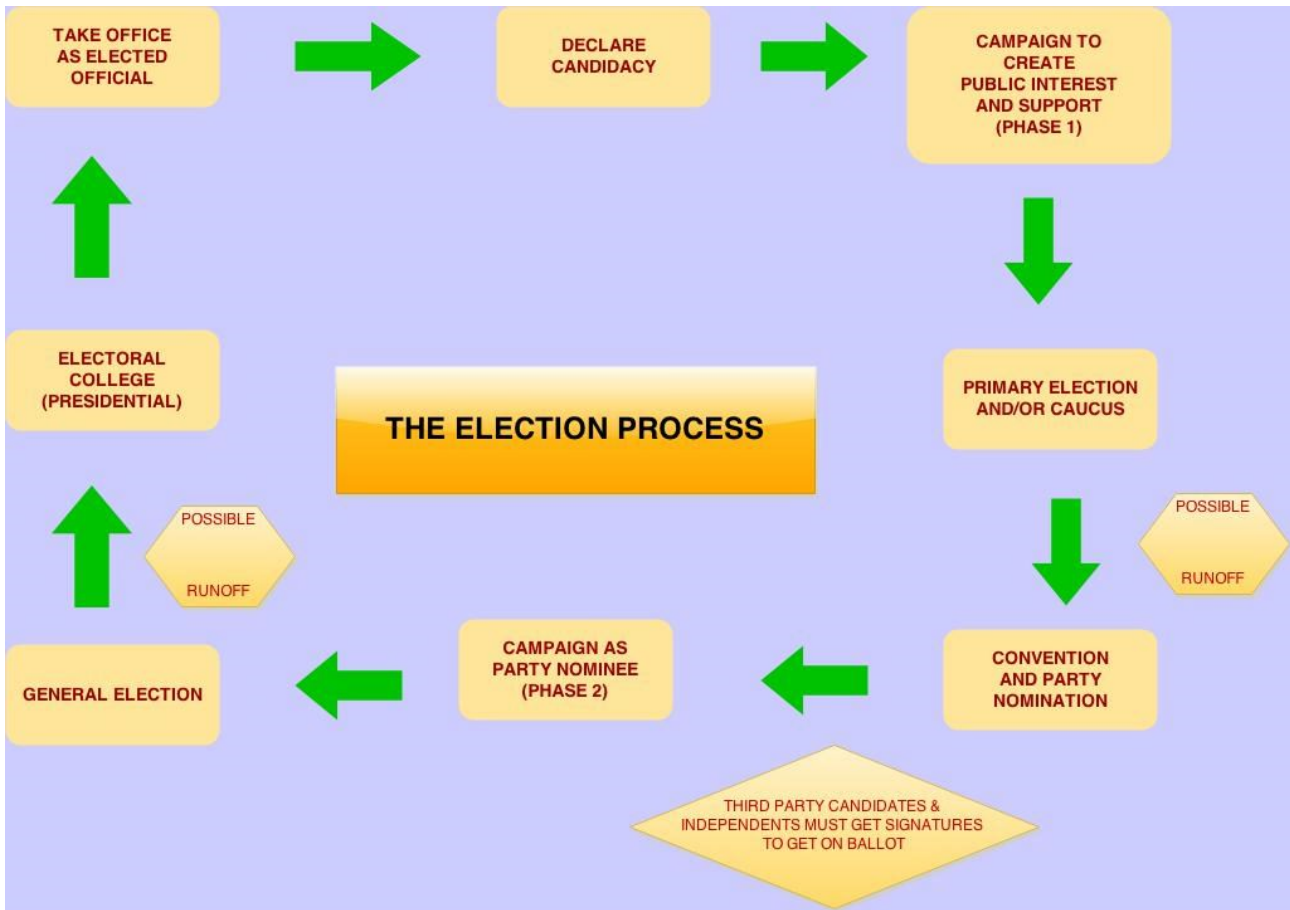 TAKE OFFICE
AS ELECTED
OFFICIAL
DECLARE
CANDIDACY
CAMPAIGN TO
CREATE
PUBLIC INTEREST
AND SUPPORT
(PHASE 1)
PRIMARY ELECTION
AND/OR CAUCUS
POSSIBLE
RUNOFF
CONVENTION
AND PARTY
NOMINATION
THIRD PARTY CANDIDATES &
INDEPENDENTS MUST GET SIGNATURES
TO GET ON BALLOT
CAMPAIGN AS
PARTY NOMINEE
(PHASE 2)
GENERAL ELECTION
POSSIBLE
RUNOFF
ELECTORAL
COLLEGE
(PRESIDENTIAL)
THE ELECTION PROCESS